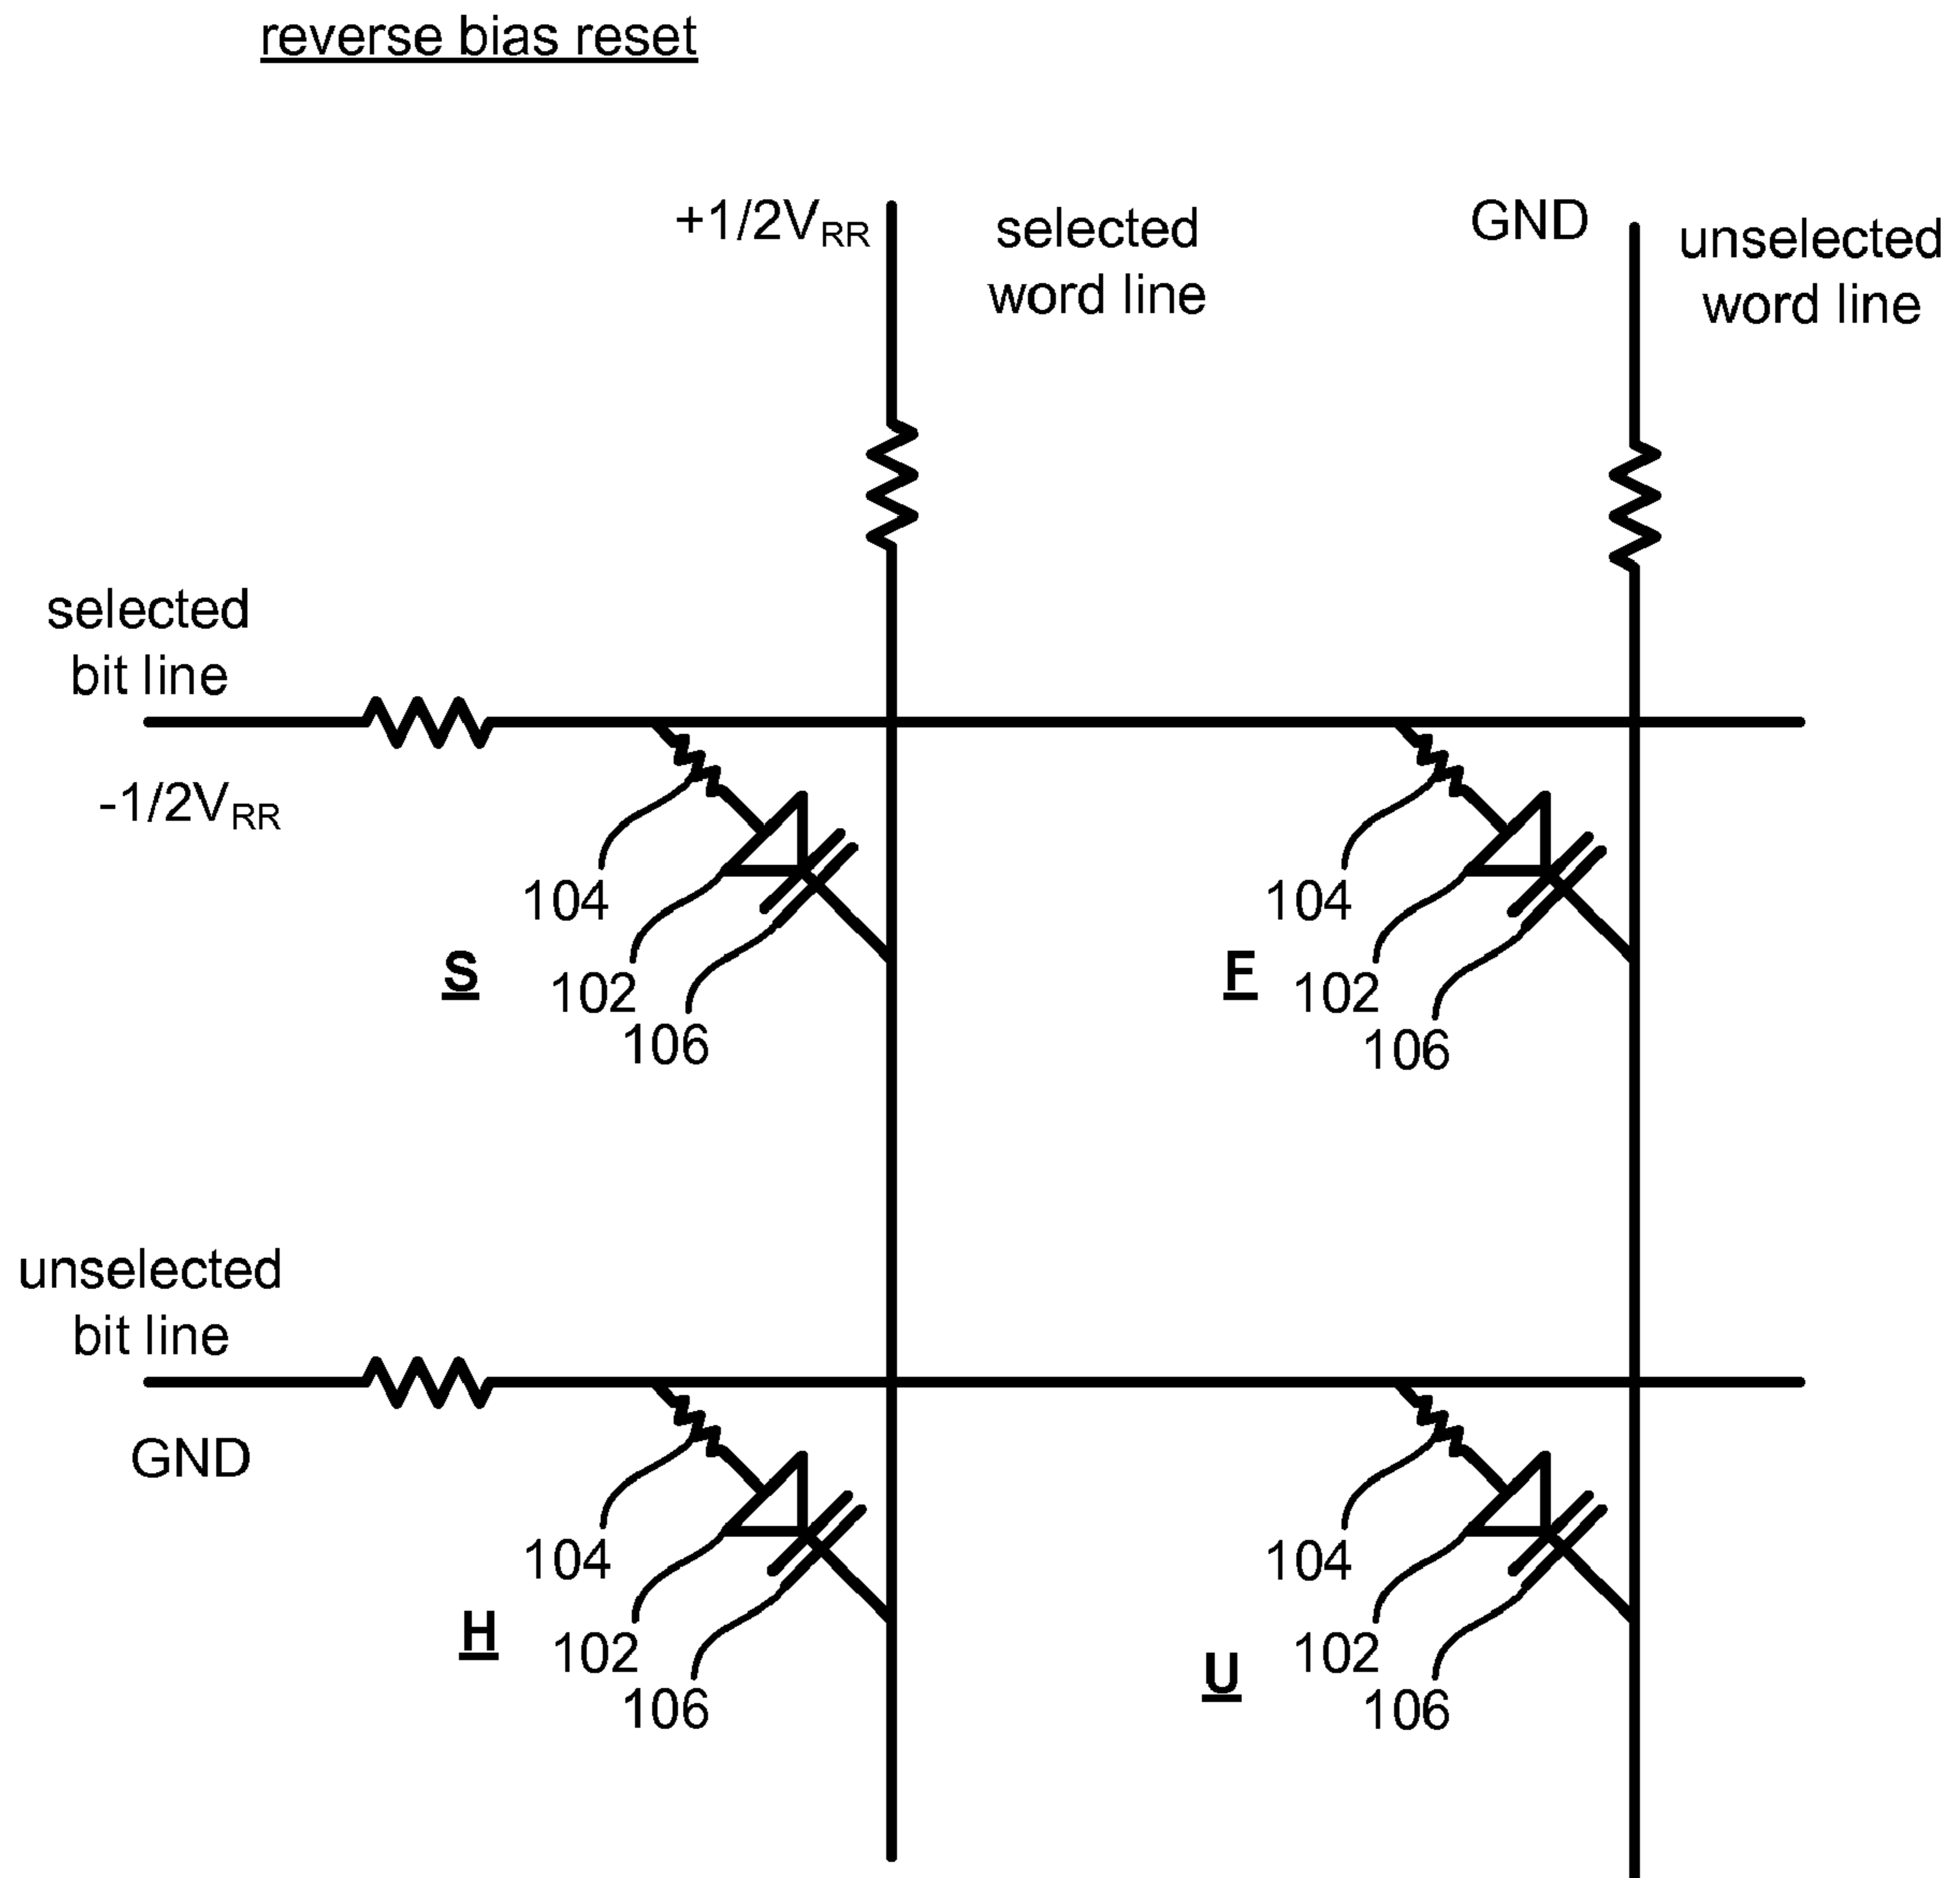 reverse bias reset
+1/2VRR
selected
word line
GND
unselected
word line
selected
bit line
-1/2VRR
104
102
106
S
104
102
106
F
unselected
bit line
GND
104
102
106
H
104
102
106
U